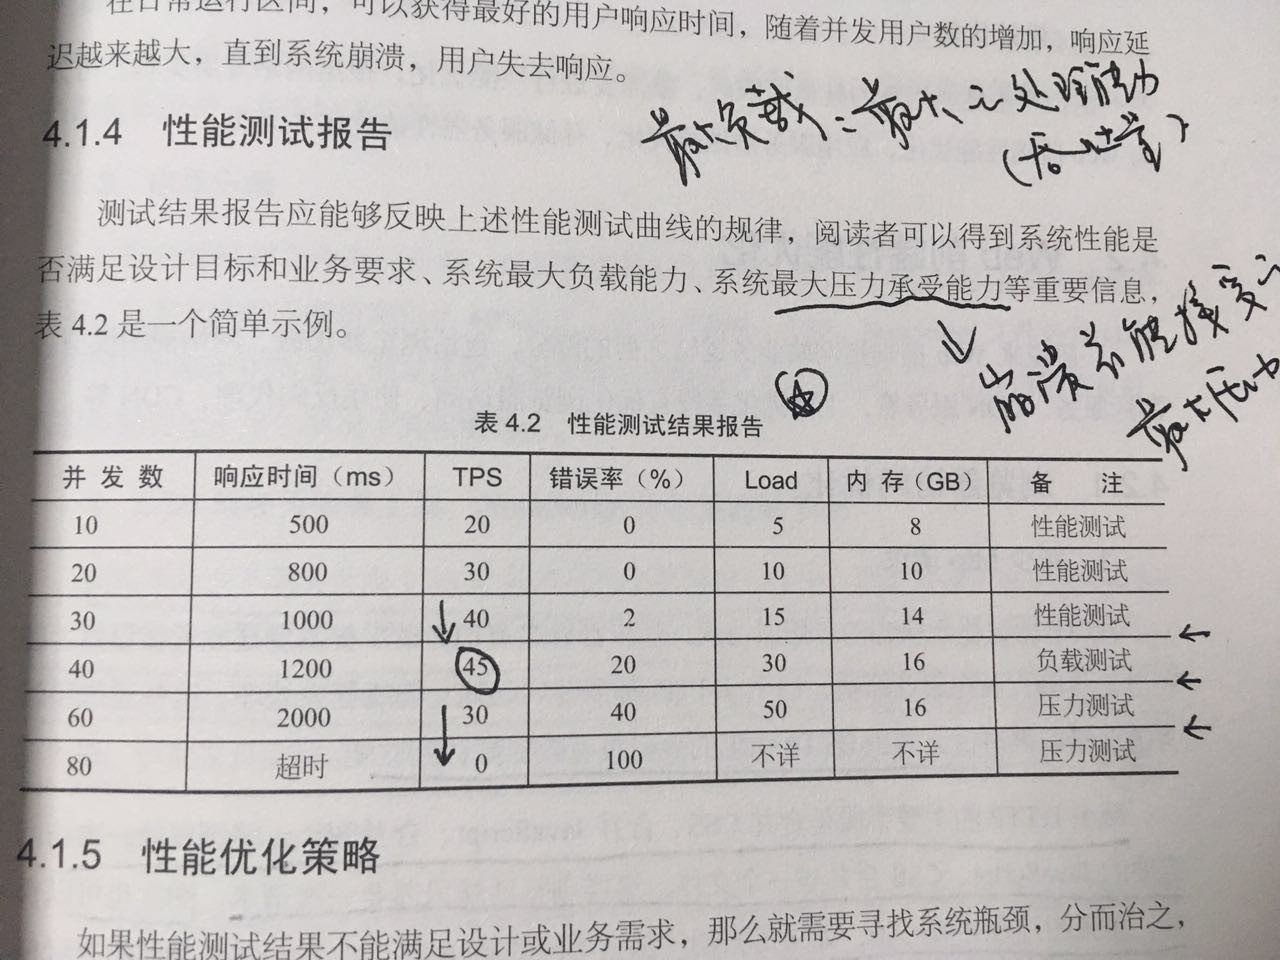 在日常运行区间，可以获得最好的用户响应时间，随着并发用户数的增加，响应延
迟越来越大，直到系统崩溃，用户失去响应。
最大负载：最大之处理能力
(吞吐量)
4.1.4 性能测试报告
测试结果报告应能够反映上述性能测试曲线的规律，阅读者可以得到系统性能是
否满足设计目标和业务要求、系统最大负载能力、系统最大压力承受能力等重要信息，
表 4.2 是一个简单示例。
崩溃前能接受之
最大压力
表 4.2 性能测试结果报告
并发数 响应时间（ms） TPS 错误率（%） Load 内存（GB） 备注
10 500 20 0 5 8 性能测试
20 800 30 0 10 10 性能测试
30 1000 40 2 15 14 性能测试
40 1200 45 20 30 16 负载测试
60 2000 30 40 50 16 压力测试
80 超时 0 100 不详 不详 压力测试
4.1.5 性能优化策略
如果性能测试结果不能满足设计或业务需求，那么就需要寻找系统瓶颈，分而治之，